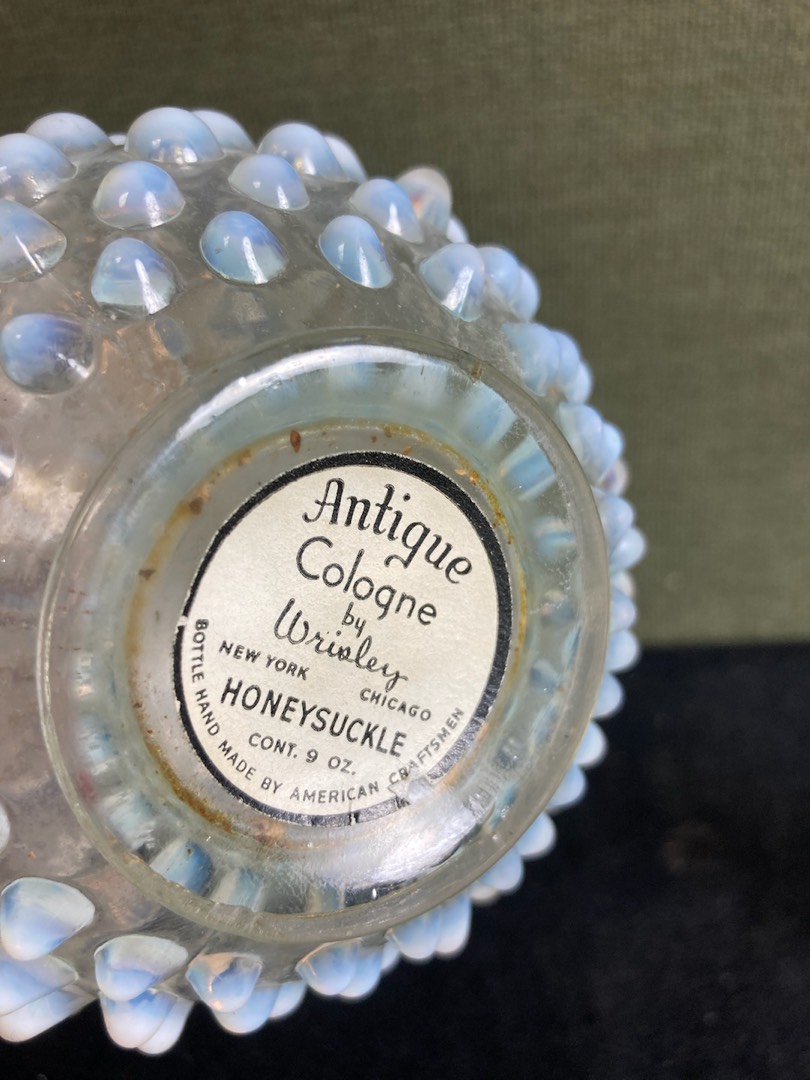 Antique
Cologne
by
Wrisley
NEW YORK CHICAGO
HONEYSUCKLE
CONT. 9 OZ.
BOTTLE HAND MADE BY AMERICAN CRAFTSMEN